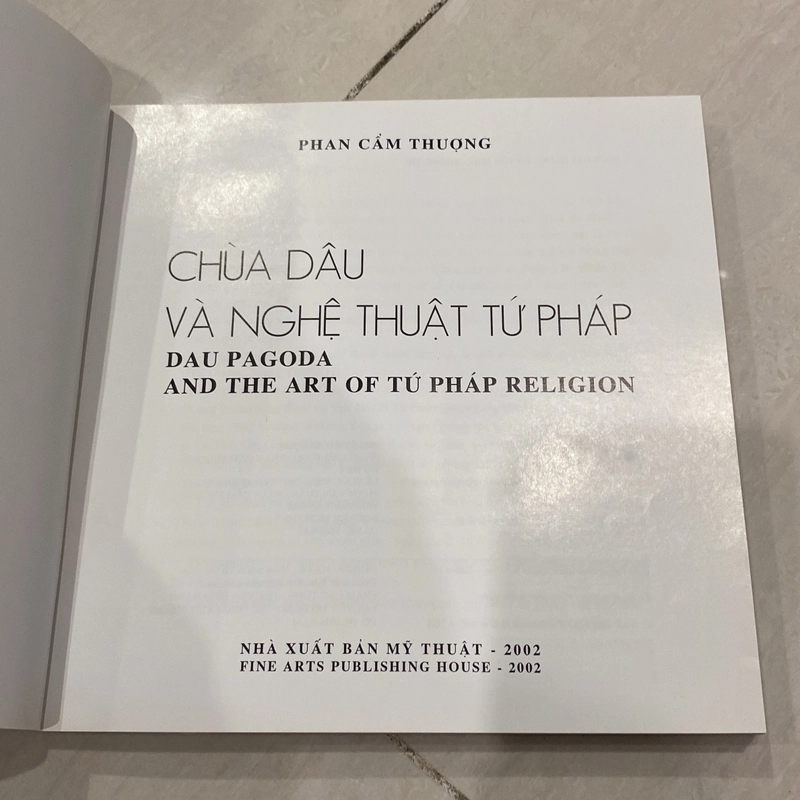 PHAN CẨM THƯỢNG
CHÙA DÂU
VÀ NGHỆ THUẬT TỨ PHÁP
DAU PAGODA
AND THE ART OF TỨ PHÁP RELIGION
NHÀ XUẤT BẢN MỸ THUẬT - 2002
FINE ARTS PUBLISHING HOUSE - 2002